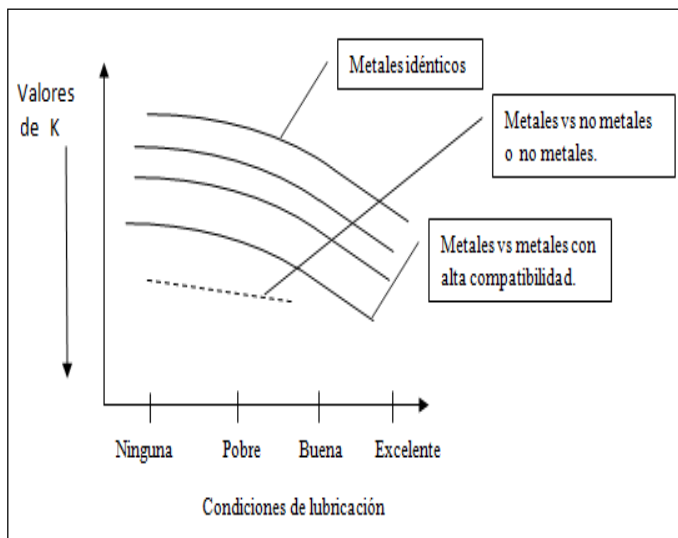 Valores
de K
Metales idénticos
Metales vs no metales
o no metales.
Metales vs metales con
alta compatibilidad.
Ninguna
Pobre
Buena
Excelente
Condiciones de lubricación